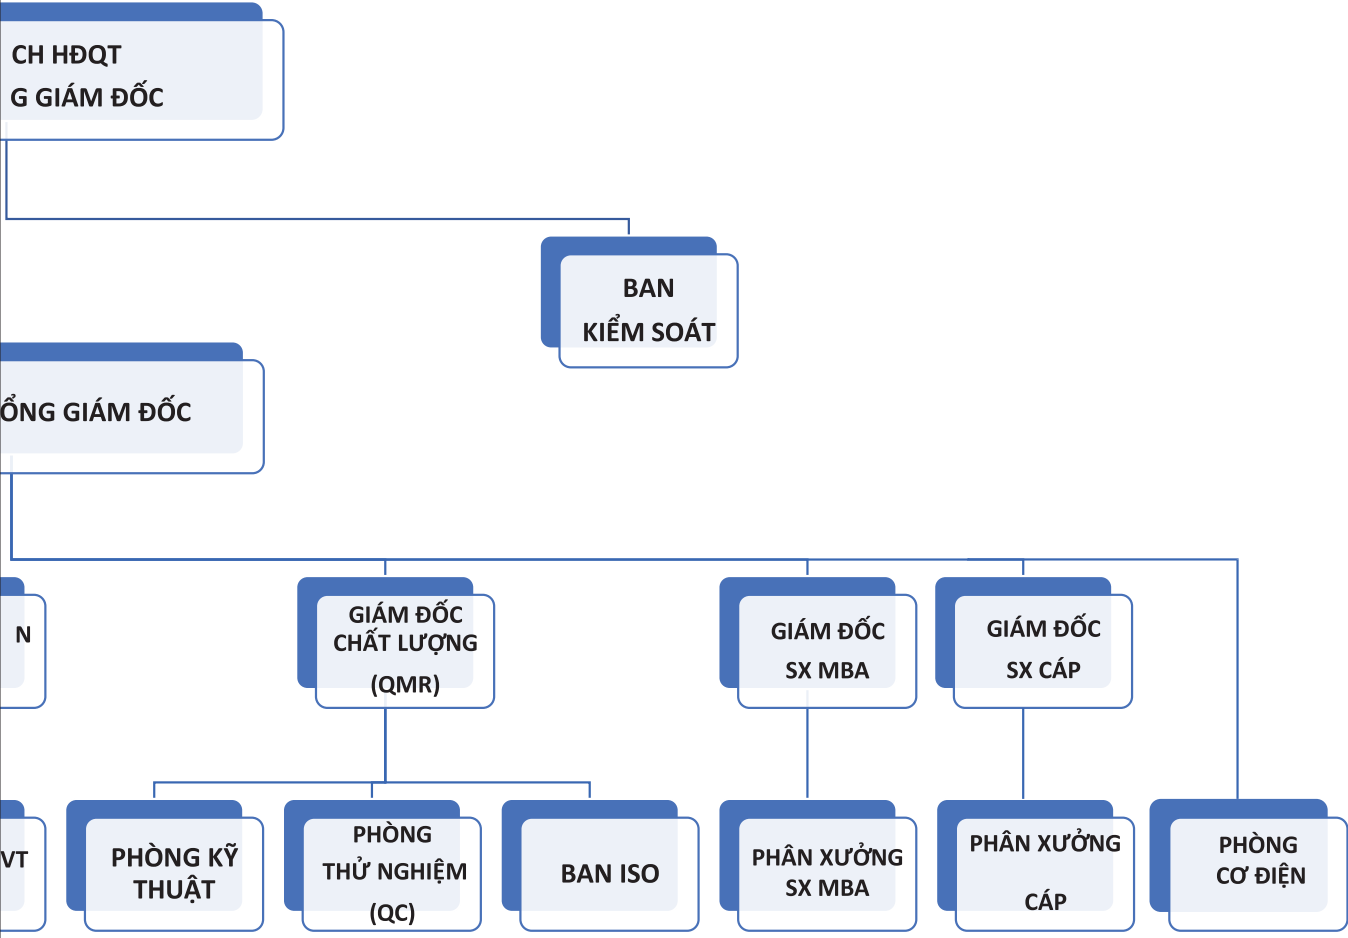 CH HĐQT
G GIÁM ĐỐC
BAN
KIỂM SOÁT
ỔNG GIÁM ĐỐC
N
GIÁM ĐỐC
CHẤT LƯỢNG
(QMR)
GIÁM ĐỐC
SX MBA
GIÁM ĐỐC
SX CÁP
VT
PHÒNG KỸ
THUẬT
PHÒNG
THỬ NGHIỆM
(QC)
BAN ISO
PHÂN XƯỞNG
SX MBA
PHÂN XƯỞNG
CÁP
PHÒNG
CƠ ĐIỆN